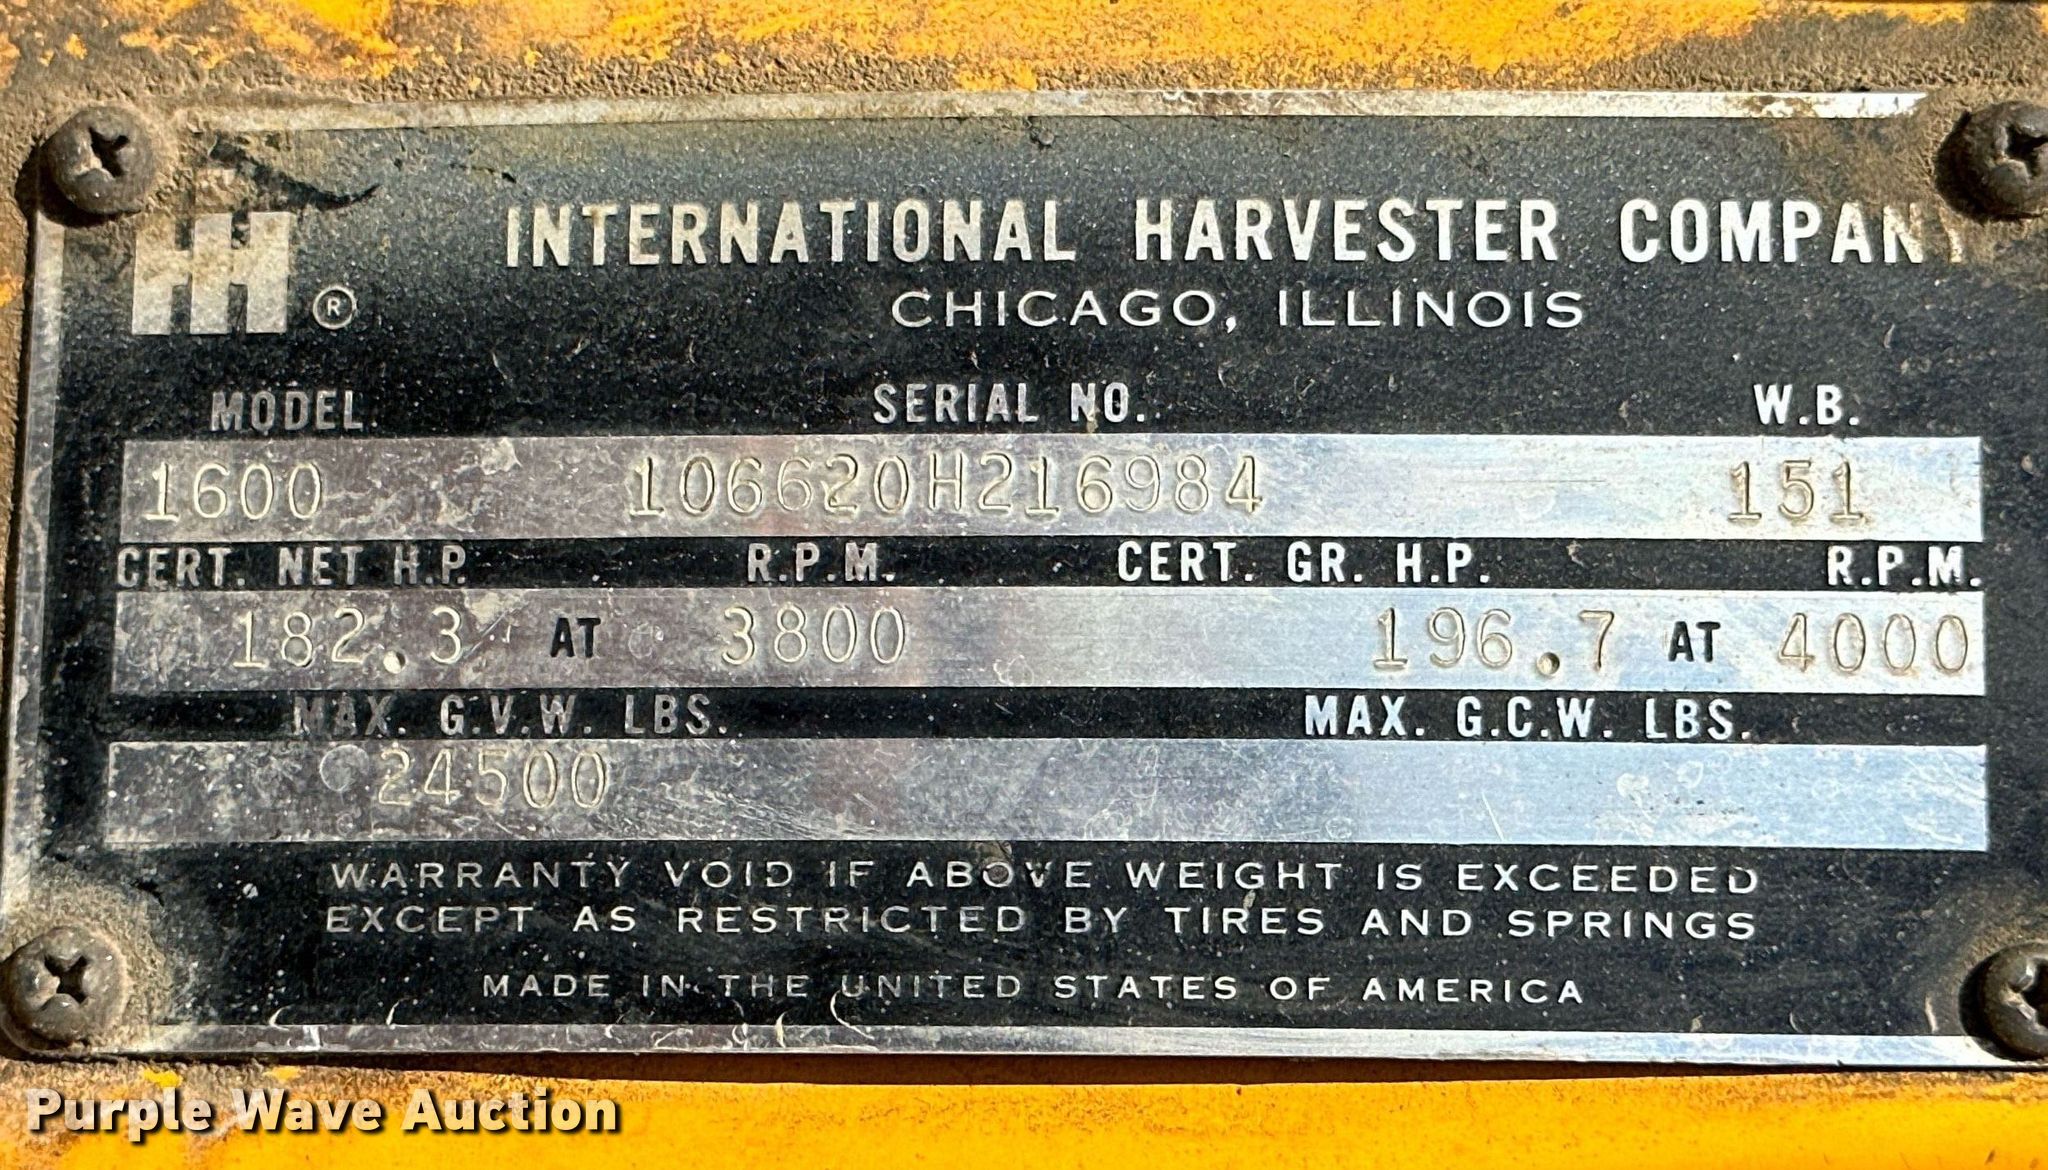 IH ®
INTERNATIONAL HARVESTER COMPANY
CHICAGO, ILLINOIS
MODEL SERIAL NO. W.B.
1600 106620H216984 151
CERT. NET H.P. R.P.M. CERT. GR. H.P. R.P.M.
182.3 AT 3800 196.7 AT 4000
MAX. G.V.W. LBS. MAX. G.C.W. LBS.
24500
WARRANTY VOID IF ABOVE WEIGHT IS EXCEEDED
EXCEPT AS RESTRICTED BY TIRES AND SPRINGS
MADE IN THE UNITED STATES OF AMERICA
Purple Wave Auction